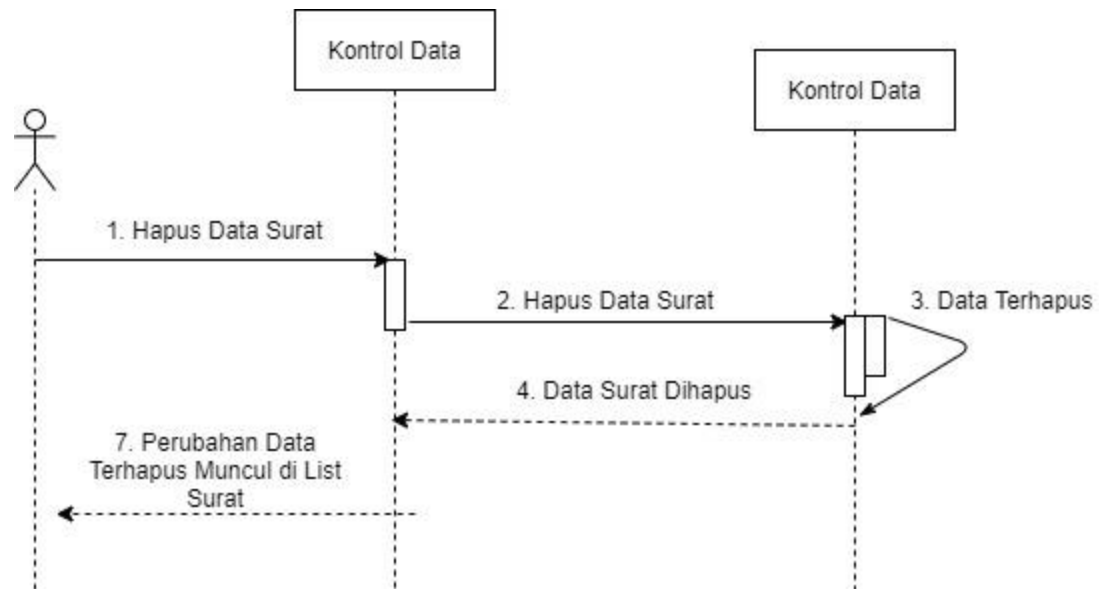 Kontrol Data
Kontrol Data
1. Hapus Data Surat
2. Hapus Data Surat
3. Data Terhapus
4. Data Surat Dihapus
7. Perubahan Data
Terhapus Muncul di List
Surat